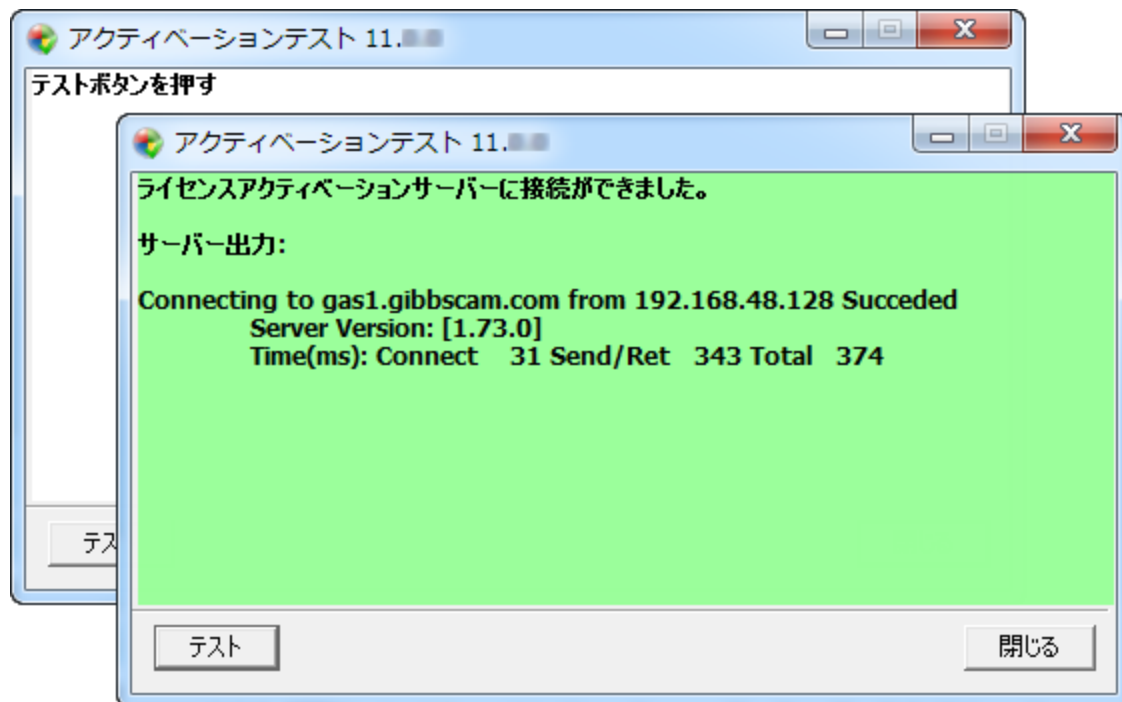 アクティベーションテスト 11.
テストボタンを押す
アクティベーションテスト 11.
ライセンスアクティベーションサーバーに接続ができました。
サーバー出力:
Connecting to gas1.gibbscam.com from 192.168.48.128 Succeded
Server Version: [1.73.0]
Time(ms): Connect 31 Send/Ret 343 Total 374
テス
テスト
閉じる